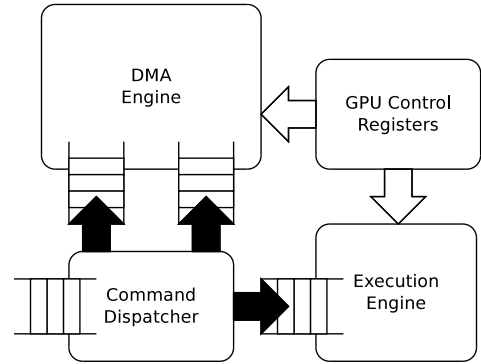 DMA
Engine
GPU Control
Registers
Command
Dispatcher
Execution
Engine